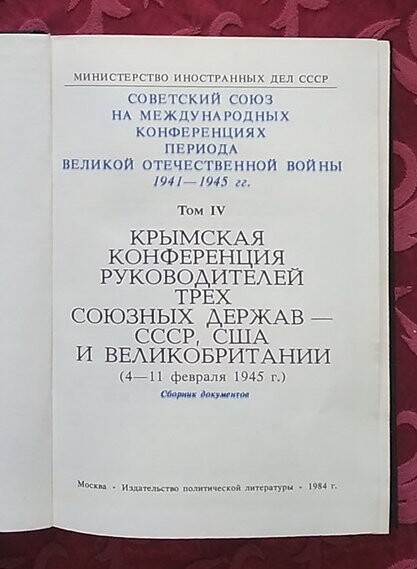 МИНИСТЕРСТВО ИНОСТРАННЫХ ДЕЛ СССР
СОВЕТСКИЙ СОЮЗ
НА МЕЖДУНАРОДНЫХ
КОНФЕРЕНЦИЯХ
ПЕРИОДА
ВЕЛИКОЙ ОТЕЧЕСТВЕННОЙ ВОЙНЫ
1941—1945 гг.
Том IV
КРЫМСКАЯ
КОНФЕРЕНЦИЯ
РУКОВОДИТЕЛЕЙ
ТРЕХ
СОЮЗНЫХ ДЕРЖАВ —
СССР, США
И ВЕЛИКОБРИТАНИИ
(4—11 февраля 1945 г.)
Сборник документов
Москва • Издательство политической литературы • 1984 г.